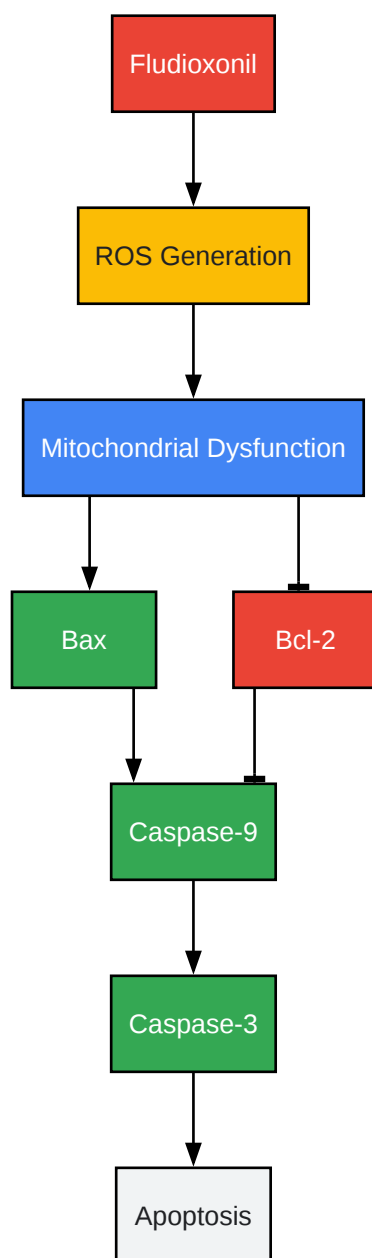 Fludioxonil
ROS Generation
Mitochondrial Dysfunction
Bax
Bcl-2
Caspase-9
Caspase-3
Apoptosis